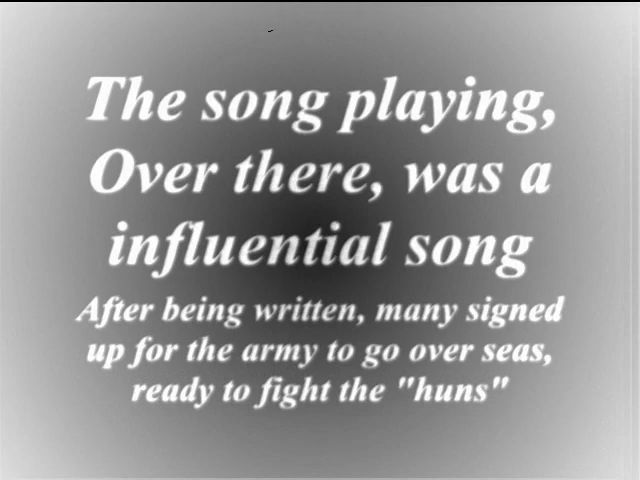 The song playing,
Over there, was a
influential song
After being written, many signed
up for the army to go over seas,
ready to fight the "huns"